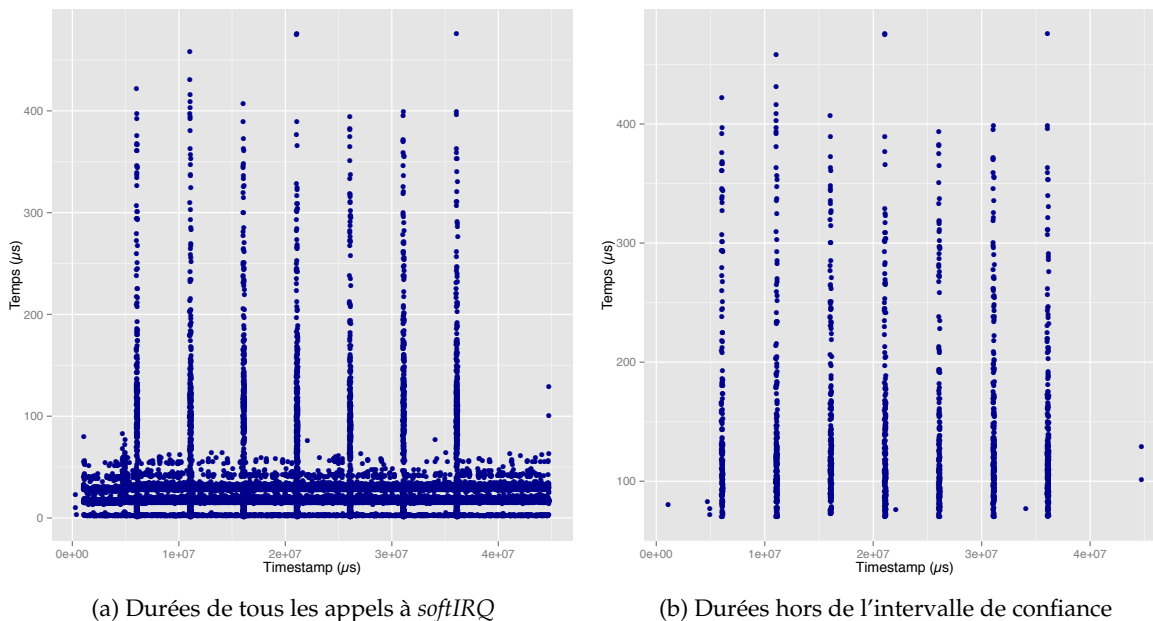 400
300
200
100
0
Temps (µs)
0e+00 1e+07 2e+07 3e+07 4e+07
Timestamp (µs)
(a) Durées de tous les appels à softIRQ
400
300
200
100
Temps (µs)
0e+00 1e+07 2e+07 3e+07 4e+07
Timestamp (µs)
(b) Durées hors de l'intervalle de confiance